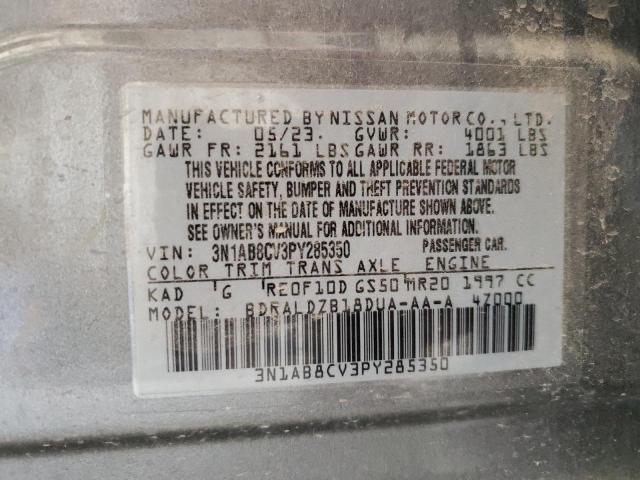 MANUFACTURED BY NISSAN MOTOR CO., LTD.
DATE: 05/23. GVWR: 4001 LBS
GAWR FR: 2161 LBS GAWR RR: 1863 LBS
THIS VEHICLE CONFORMS TO ALL APPLICABLE FEDERAL MOTOR
VEHICLE SAFETY, BUMPER AND THEFT PREVENTION STANDARDS
IN EFFECT ON THE DATE OF MANUFACTURE SHOWN ABOVE.
SEE OWNER'S MANUAL FOR ADDITIONAL INFORMATION.
VIN: 3N1AB8CV3PY285350 PASSENGER CAR.
COLOR TRIM TRANS AXLE ENGINE
KAD 'G 'RE0F10D GS50 'MR20 1997 CC
MODEL: BDRALDZB18DUA-AA-A 4Z000
3N1AB8CV3PY285350